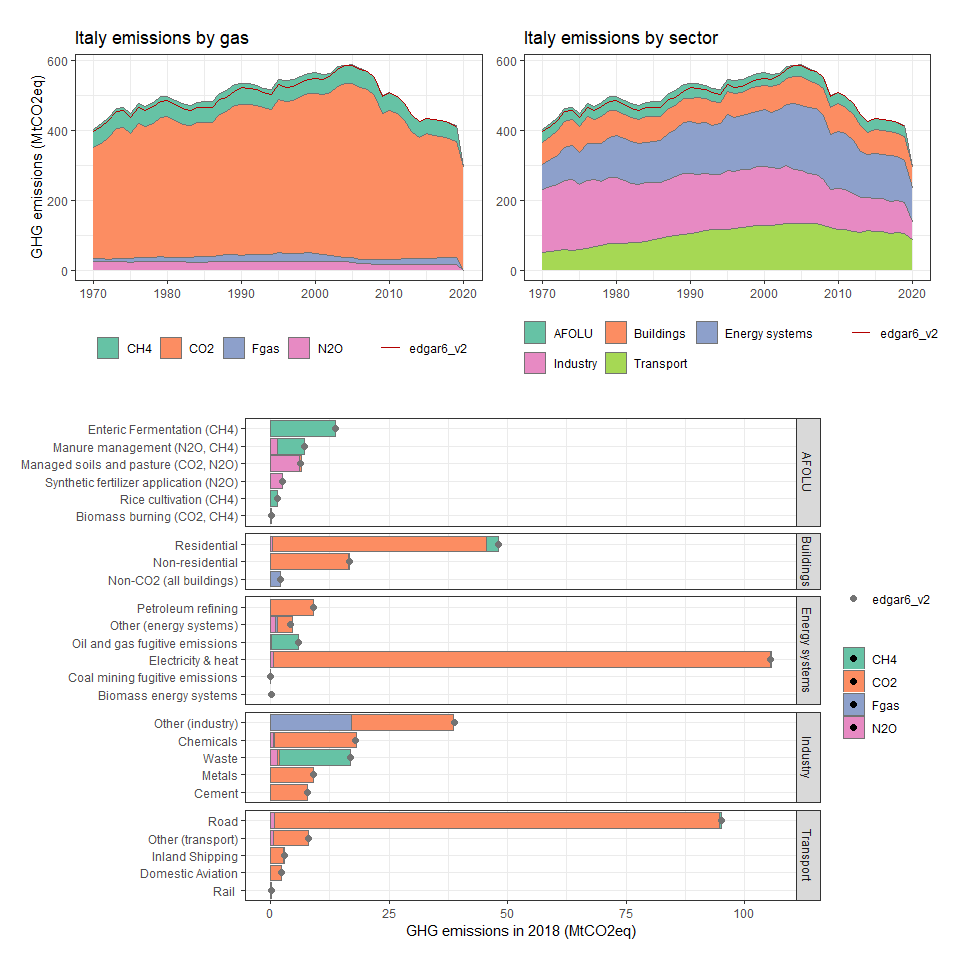 Italy emissions by gas
GHG emissions (MtCO2eq)
600
400
200
0
1970
1980
1990
2000
2010
2020
CH4
CO2
Fgas
N2O
edgar6_v2
Italy emissions by sector
600
400
200
0
1970
1980
1990
2000
2010
2020
AFOLU
Buildings
Energy systems
edgar6_v2
Industry
Transport
Enteric Fermentation (CH4)
Manure management (N2O, CH4)
Managed soils and pasture (CO2, N2O)
Synthetic fertilizer application (N2O)
Rice cultivation (CH4)
Biomass burning (CO2, CH4)
AFOLU
Residential
Non-residential
Non-CO2 (all buildings)
Buildings
Petroleum refining
Other (energy systems)
Oil and gas fugitive emissions
Electricity & heat
Coal mining fugitive emissions
Biomass energy systems
Energy systems
Other (industry)
Chemicals
Waste
Metals
Cement
Industry
Road
Other (transport)
Inland Shipping
Domestic Aviation
Rail
Transport
0
25
50
75
100
GHG emissions in 2018 (MtCO2eq)
edgar6_v2
CH4
CO2
Fgas
N2O